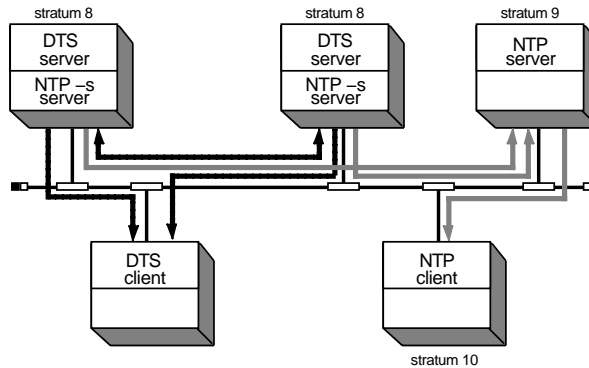 stratum 8
stratum 8
stratum 9
DTS
server
NTP –s
server
DTS
server
NTP –s
server
NTP
server
DTS
client
NTP
client
stratum 10